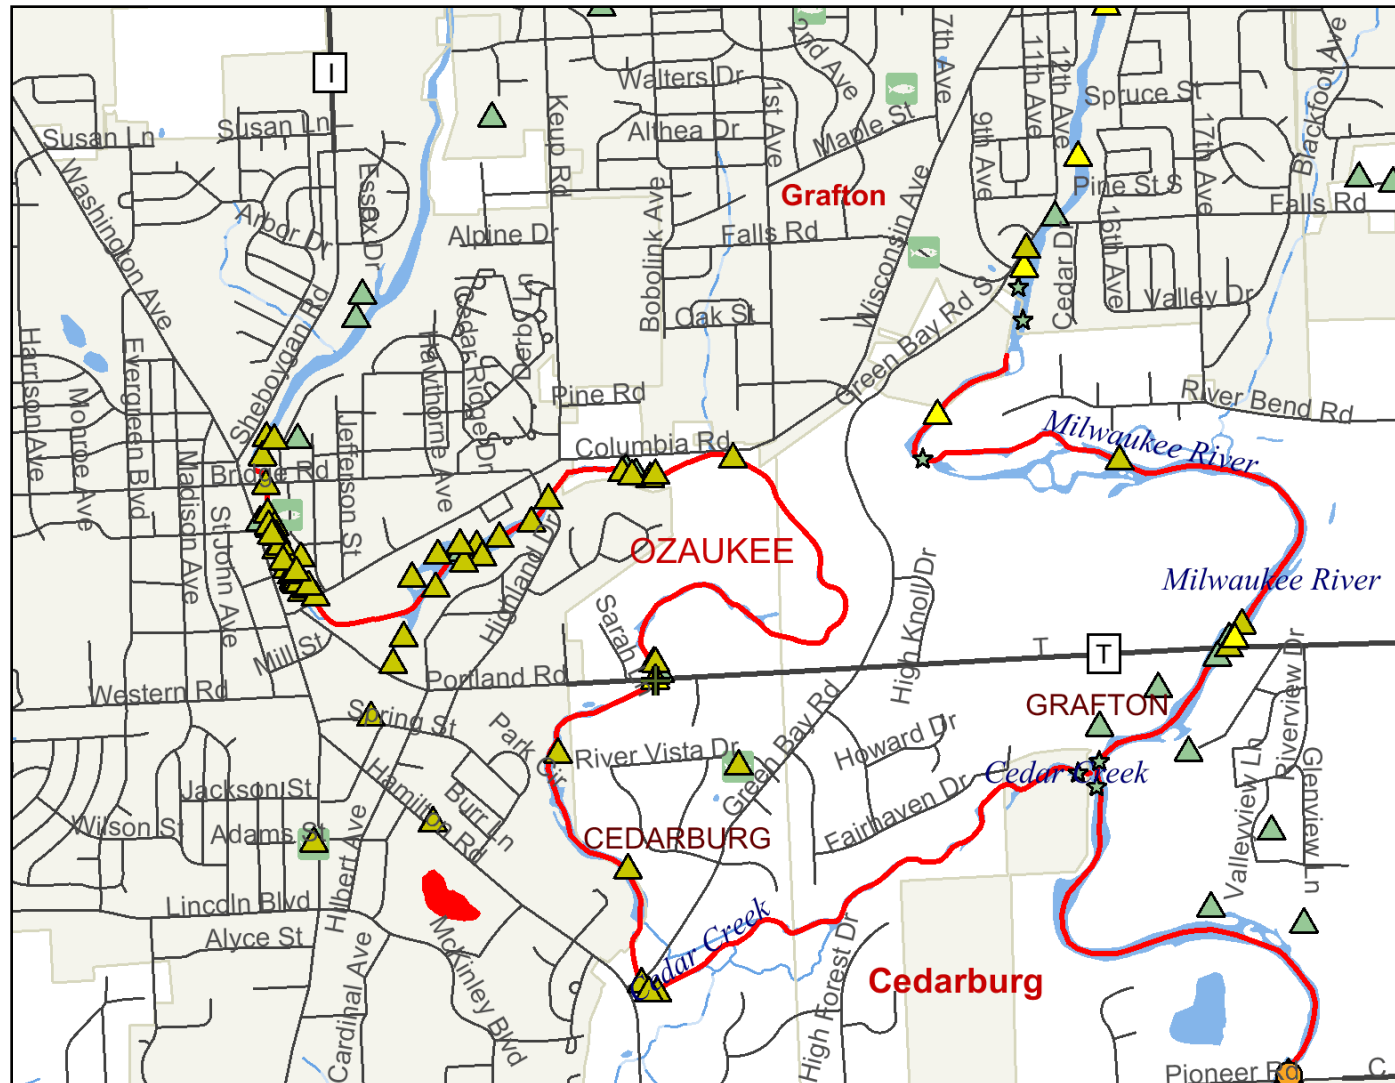 I
Walters Dr
2nd Ave
7th Ave
11th Ave
12th Ave
Spruce St
Blackfoot Ave
Susan Ln
Susan Ln
Keup Rd
Althea Dr
1st Ave
Maple St
9th Ave
17th Ave
Washington Ave
Essex Dr
Grafton
Pine St S
Falls Rd
Arbor Dr
Alpine Dr
Bobolink Ave
Falls Rd
Wisconsin Ave
Cedar Dr
16th Ave
Valley Dr
Sheboygan Rd
Cedar Ridge Dr
Laurel Ln
Oak St
Green Bay Rd S
Harrison Ave
Monroe Ave
Evergreen Blvd
Hawthorne Ave
Pine Rd
River Bend Rd
Jefferson St
Columbia Rd
Milwaukee River
Madison Ave
Bridge Rd
St John Ave
Highland Dr
OZAUKEE
High Knoll Dr
Milwaukee River
Sarah
Mill St
T
T
Western Rd
Portland Rd
Riverview Dr
Spring St
Park Cir
River Vista Dr
Green Bay Rd
Howard Dr
GRAFTON
Cedar Creek
Valleyview Ln
Glenview Ln
Jackson St
Hamilton Rd
Burr Ln
Fairhaven Dr
Wilson St
Adams St
CEDARBURG
Hilbert Ave
Lincoln Blvd
Alyce St
Cardinal Ave
McKinley Blvd
Cedar Creek
High Forest Dr
Cedarburg
Pioneer Rd
C